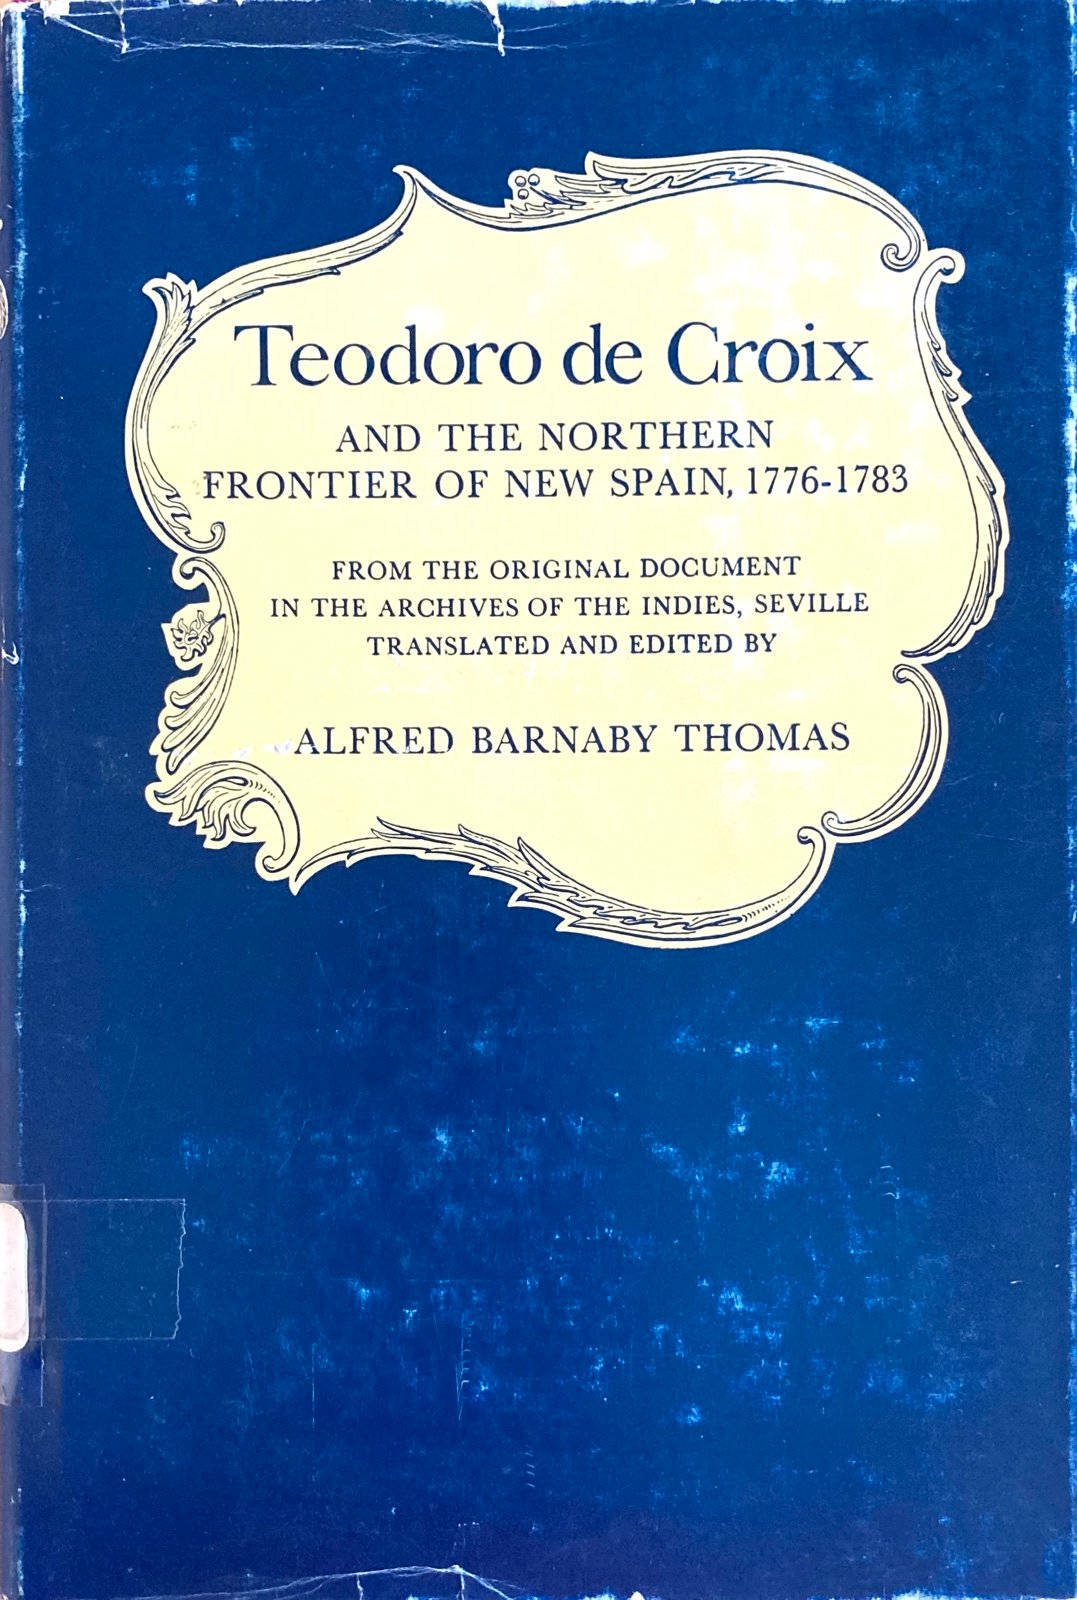 Teodoro de Croix
AND THE NORTHERN
FRONTIER OF NEW SPAIN, 1776-1783
FROM THE ORIGINAL DOCUMENT
IN THE ARCHIVES OF THE INDIES, SEVILLE
TRANSLATED AND EDITED BY
ALFRED BARNABY THOMAS